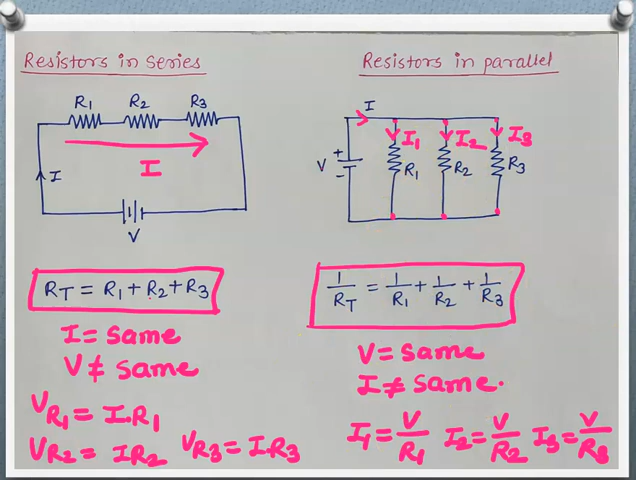 Resistors in series
R1 R2 R3
I
I
V
RT = R1 + R2 + R3
I = same
V ≠ same
VR1 = I.R1
VR2 = IR2 VR3 = I.R3
Resistors in parallel
I
I1 I2 I3
+
V
-
R1 R2 R3
1/RT = 1/R1 + 1/R2 + 1/R3
V = same
I ≠ same.
I1 = V/R1 I2 = V/R2 I3 = V/R3